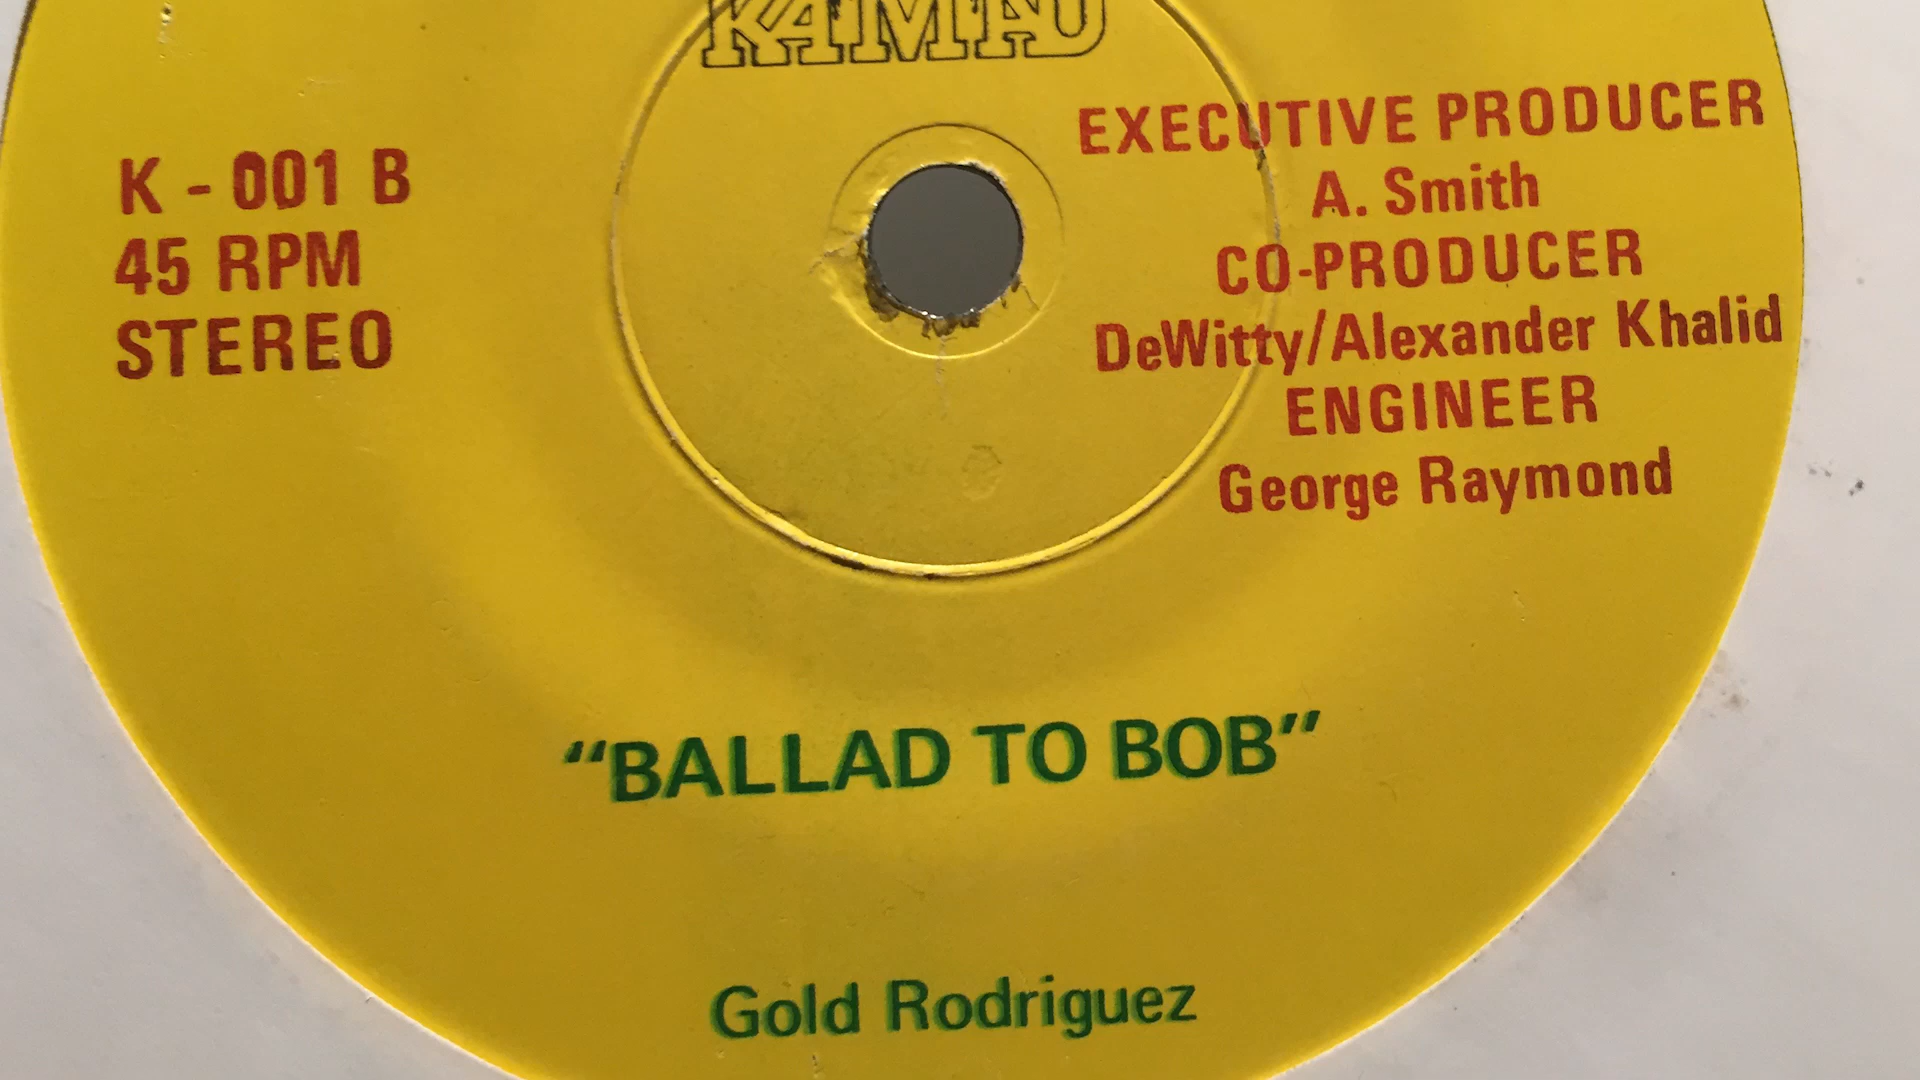 KAMAU
K - 001 B
45 RPM
STEREO
EXECUTIVE PRODUCER
A. Smith
CO-PRODUCER
DeWitty/Alexander Khalid
ENGINEER
George Raymond
“BALLAD TO BOB”
Gold Rodriguez